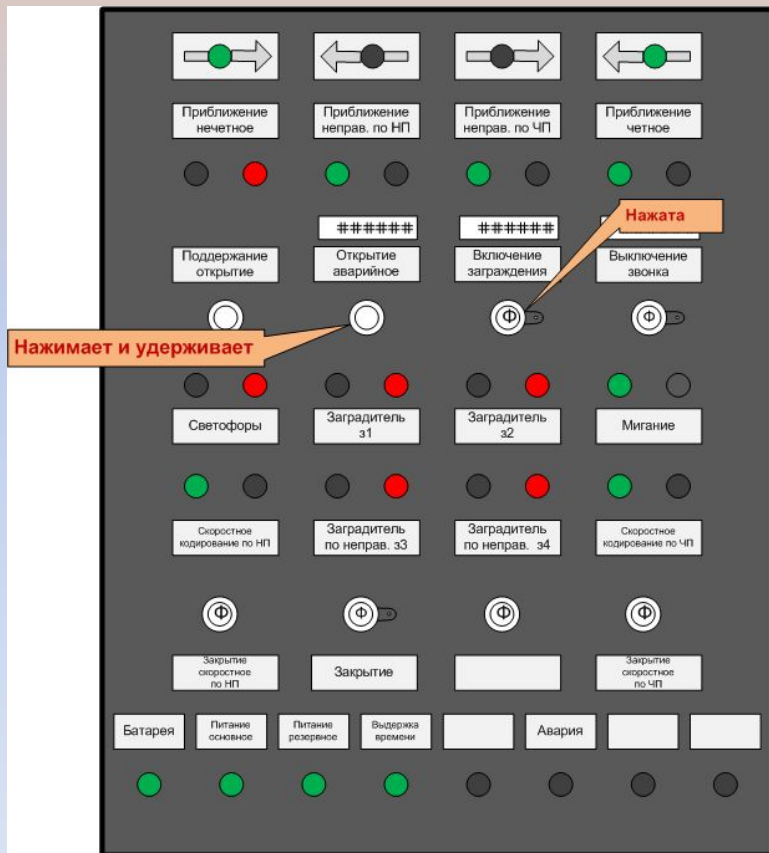 Приближение
нечетное
Приближение
неправ. по НП
Приближение
неправ. по ЧП
Приближение
четное
######
######
Нажата
Поддержание
открытие
Открытие
аварийное
Включение
заграждения
Выключение
звонка
Ф
Ф
Нажимает и удерживает
Светофоры
Заградитель
з1
Заградитель
з2
Мигание
Скоростное
кодирование по НП
Заградитель
по неправ. з3
Заградитель
по неправ. з4
Скоростное
кодирование по ЧП
Ф
Ф
Ф
Ф
Закрытие
скоростное
по НП
Закрытие
Закрытие
скоростное
по ЧП
Батарея
Питание
основное
Питание
резервное
Выдержка
времени
Авария